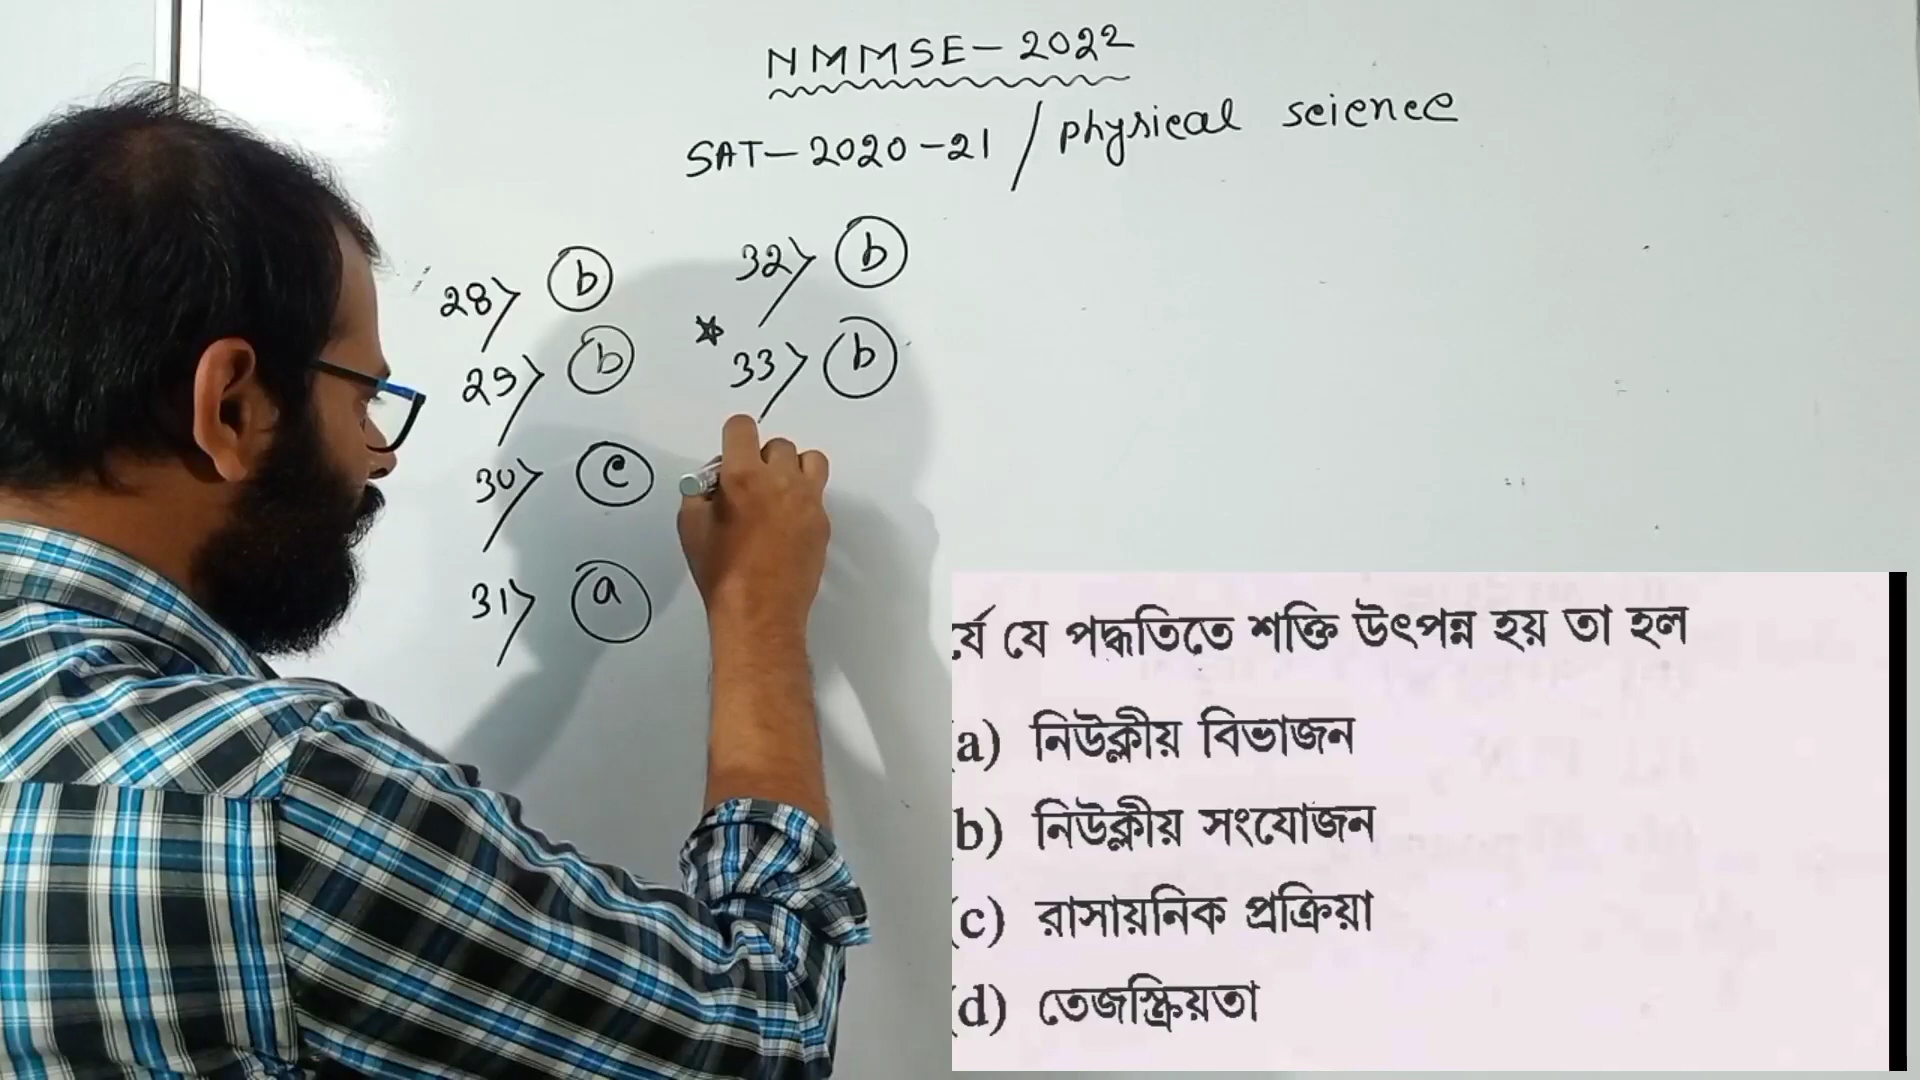 NMMSE-2022
SAT-2020-21/physical science
28> b
29> b
30> c
31> a
32> b
33> b
র্যে যে পদ্ধতিতে শক্তি উৎপন্ন হয় তা হল
(a) নিউক্লীয় বিভাজন
(b) নিউক্লীয় সংযোজন
(c) রাসায়নিক প্রক্রিয়া
(d) তেজস্ক্রিয়তা